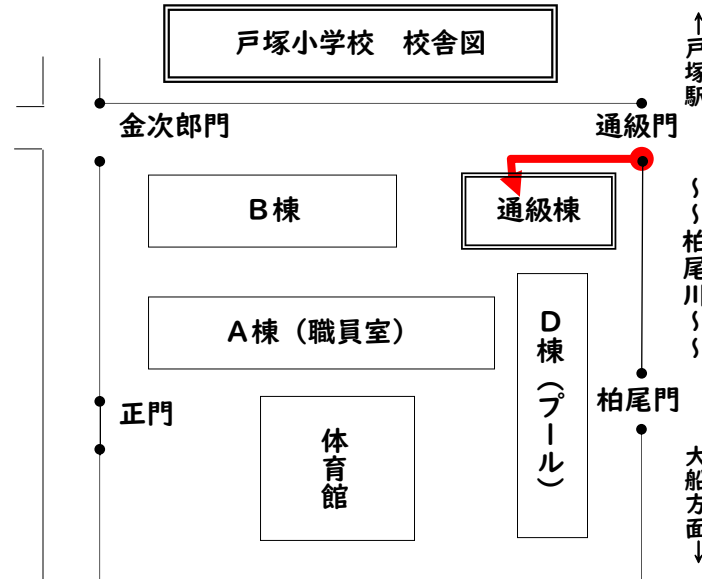 戸塚小学校　校舎図
↑戸塚駅
金次郎門
通級門
B棟
通級棟
～～柏尾川～～
A棟（職員室）
D棟（プール）
正門
柏尾門
体育館
大船方面↓